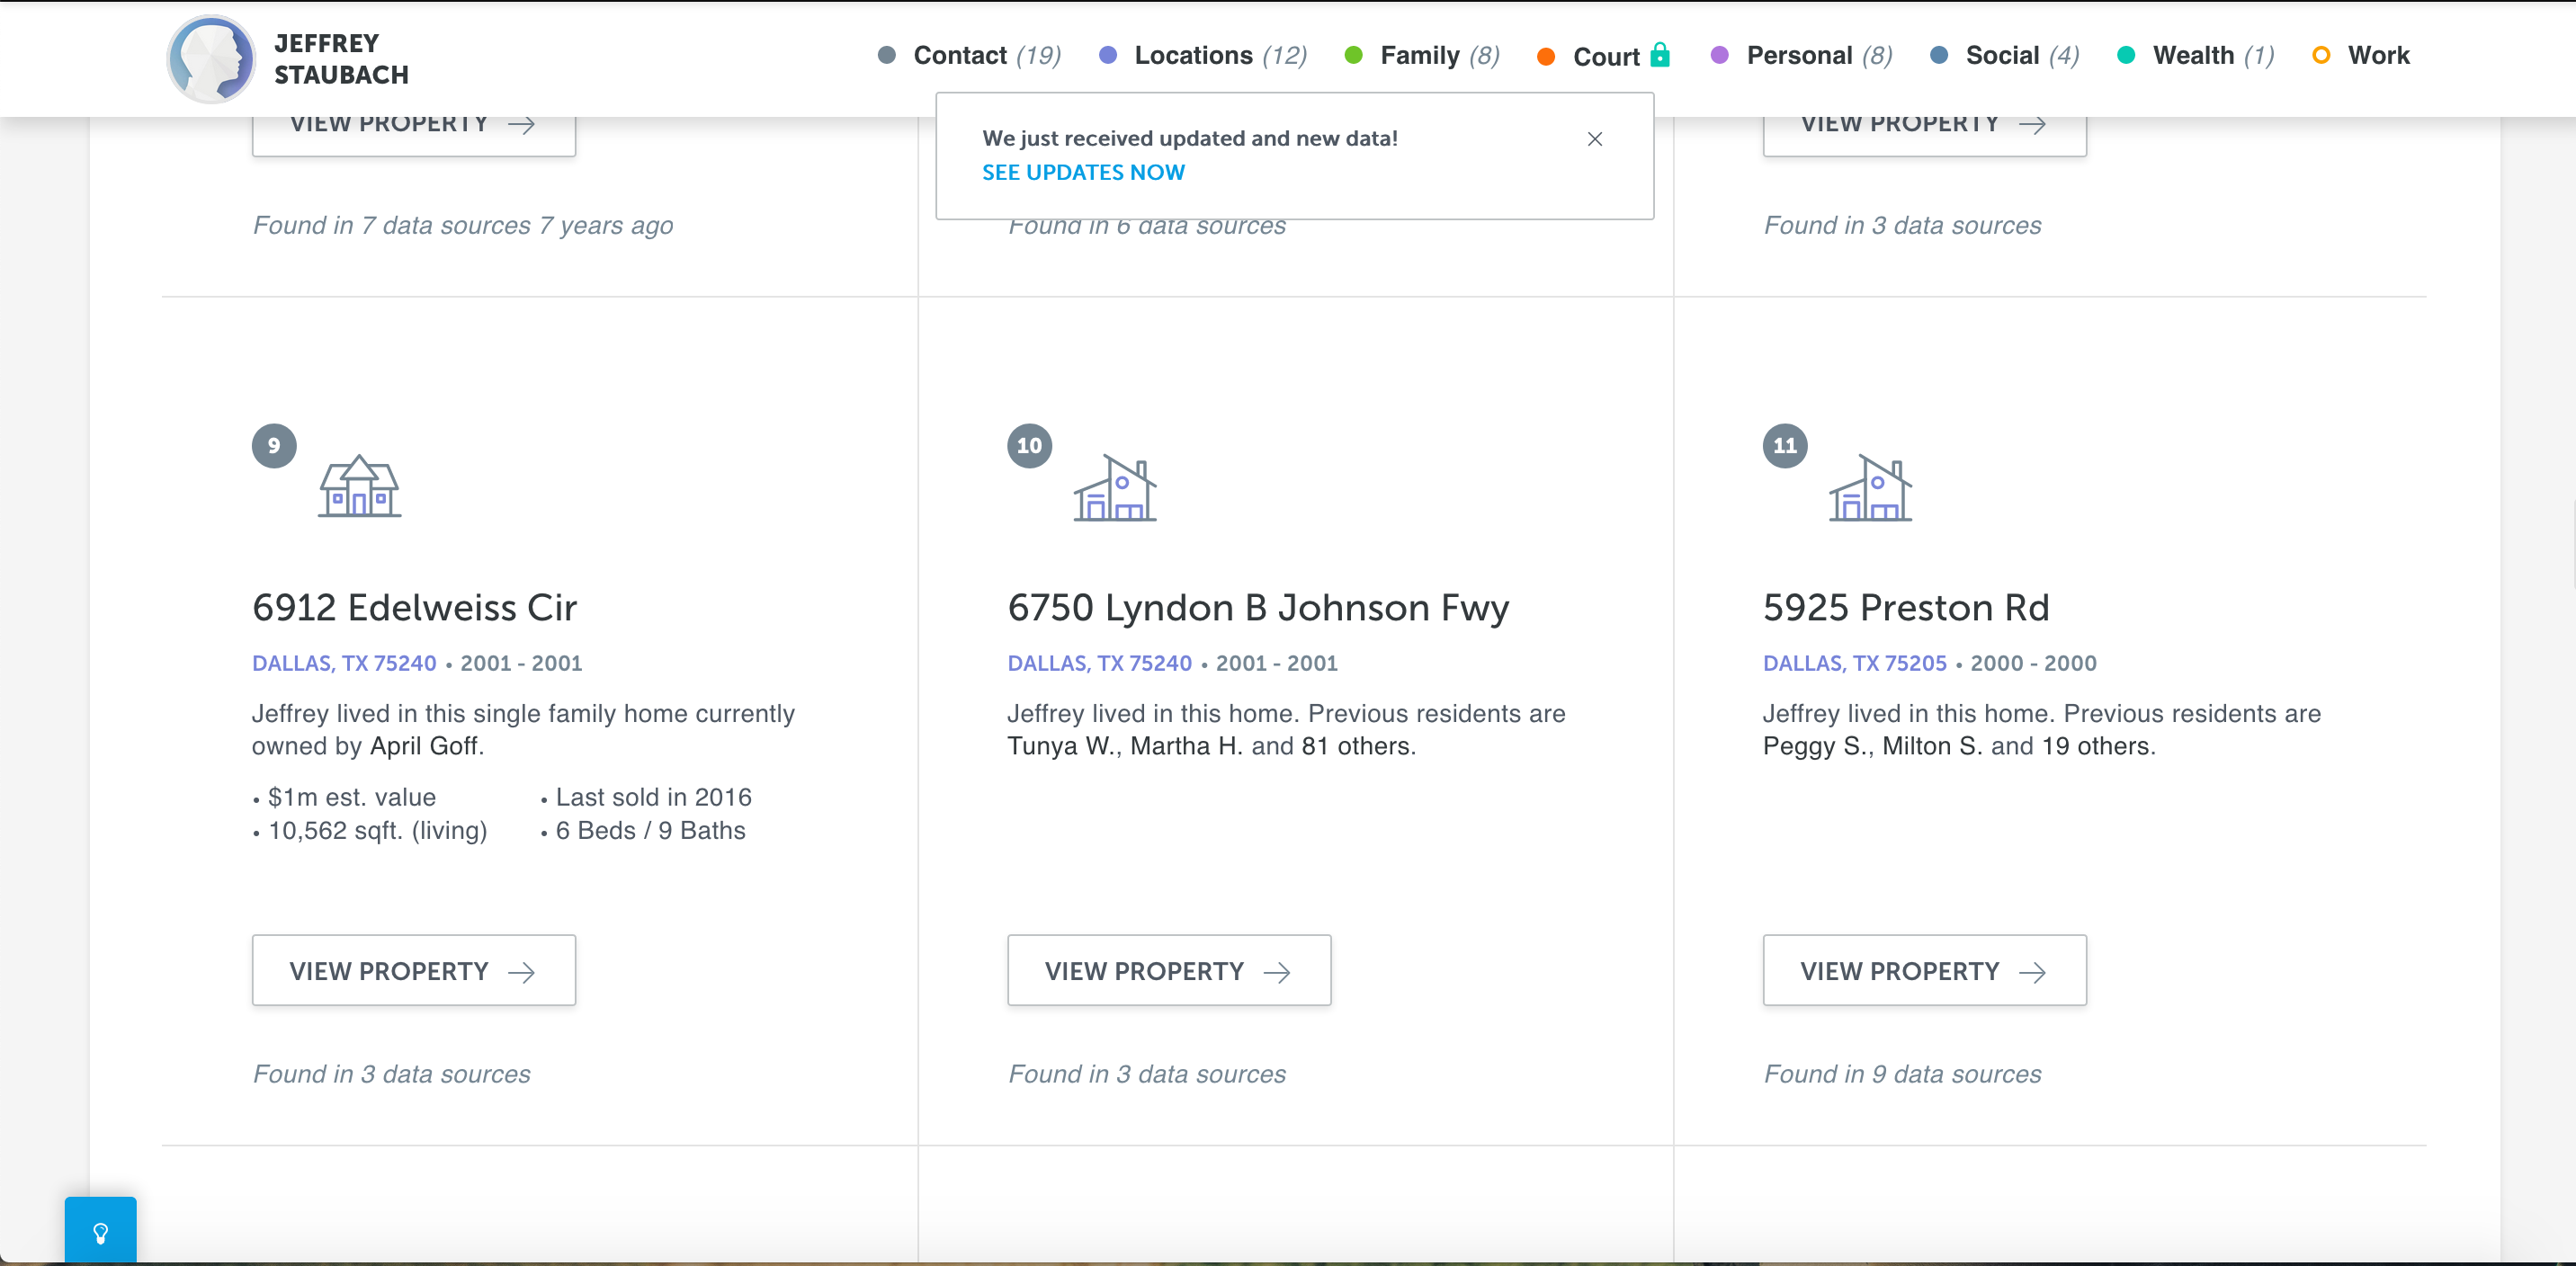 JEFFREY
STAUBACH
Contact (19)
Locations (12)
Family (8)
Court
Personal (8)
Social (4)
Wealth (1)
Work
We just received updated and new data!
SEE UPDATES NOW
VIEW PROPERTY
VIEW PROPERTY
Found in 7 data sources 7 years ago
Found in 6 data sources
Found in 3 data sources
9
6912 Edelweiss Cir
DALLAS, TX 75240 • 2001 - 2001
Jeffrey lived in this single family home currently
owned by April Goff.
• $1m est. value
• Last sold in 2016
• 10,562 sqft. (living)
• 6 Beds / 9 Baths
VIEW PROPERTY
Found in 3 data sources
10
6750 Lyndon B Johnson Fwy
DALLAS, TX 75240 • 2001 - 2001
Jeffrey lived in this home. Previous residents are
Tunya W., Martha H. and 81 others.
VIEW PROPERTY
Found in 3 data sources
11
5925 Preston Rd
DALLAS, TX 75205 • 2000 - 2000
Jeffrey lived in this home. Previous residents are
Peggy S., Milton S. and 19 others.
VIEW PROPERTY
Found in 9 data sources